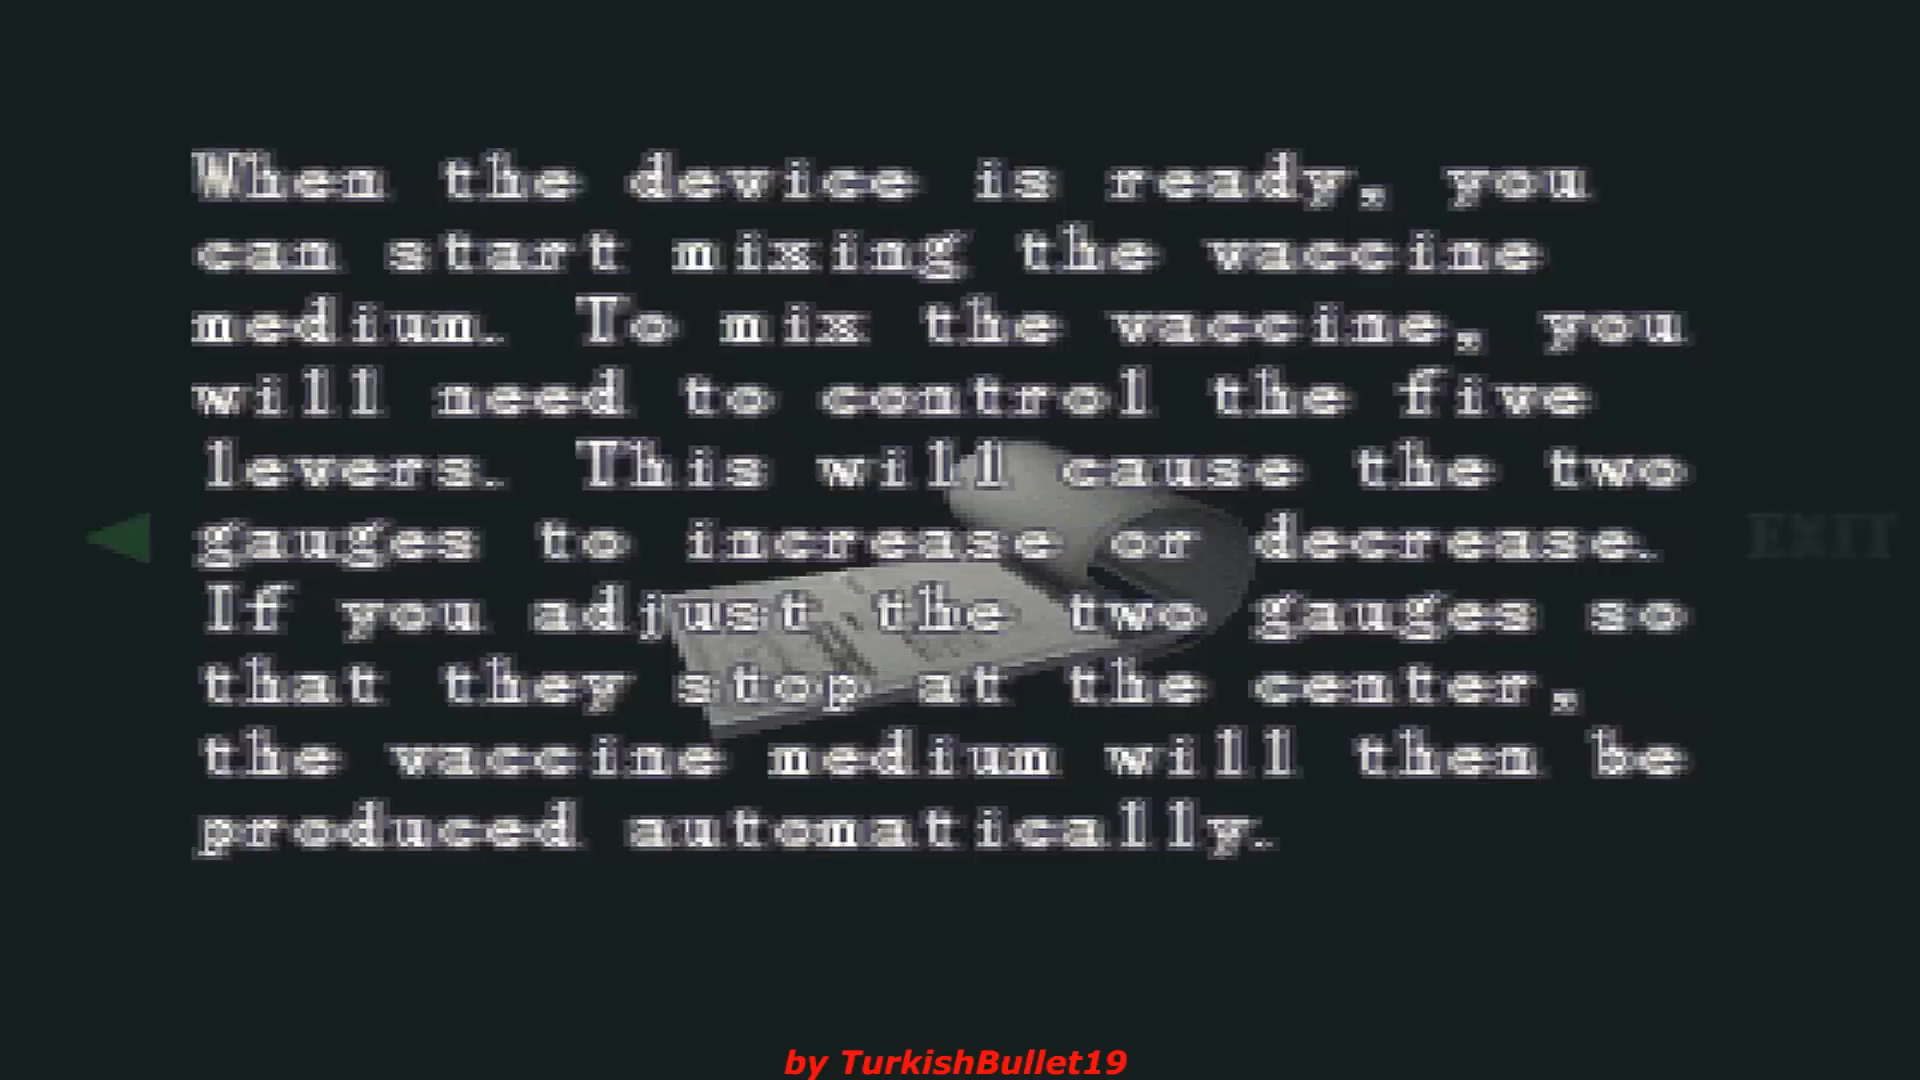 When the device is ready, you
can start mixing the vaccine
medium. To mix the vaccine, you
will need to control the five
levers. This will cause the two
gauges to increase or decrease.
EXIT
If you adjust the two gauges so
that they stop at the center,
the vaccine medium will then be
produced automatically.
by TurkishBullet19